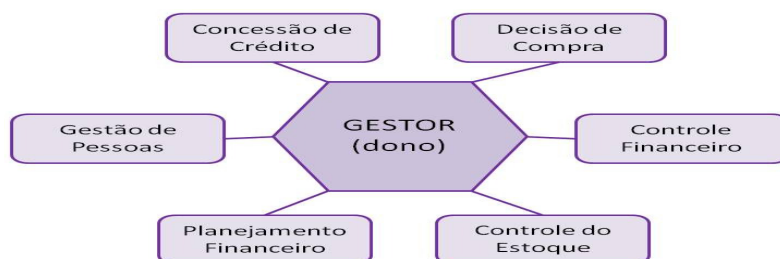 Concessão de
Crédito
Decisão de
Compra
Gestão de
Pessoas
GESTOR
(dono)
Controle
Financeiro
Planejamento
Financeiro
Controle do
Estoque